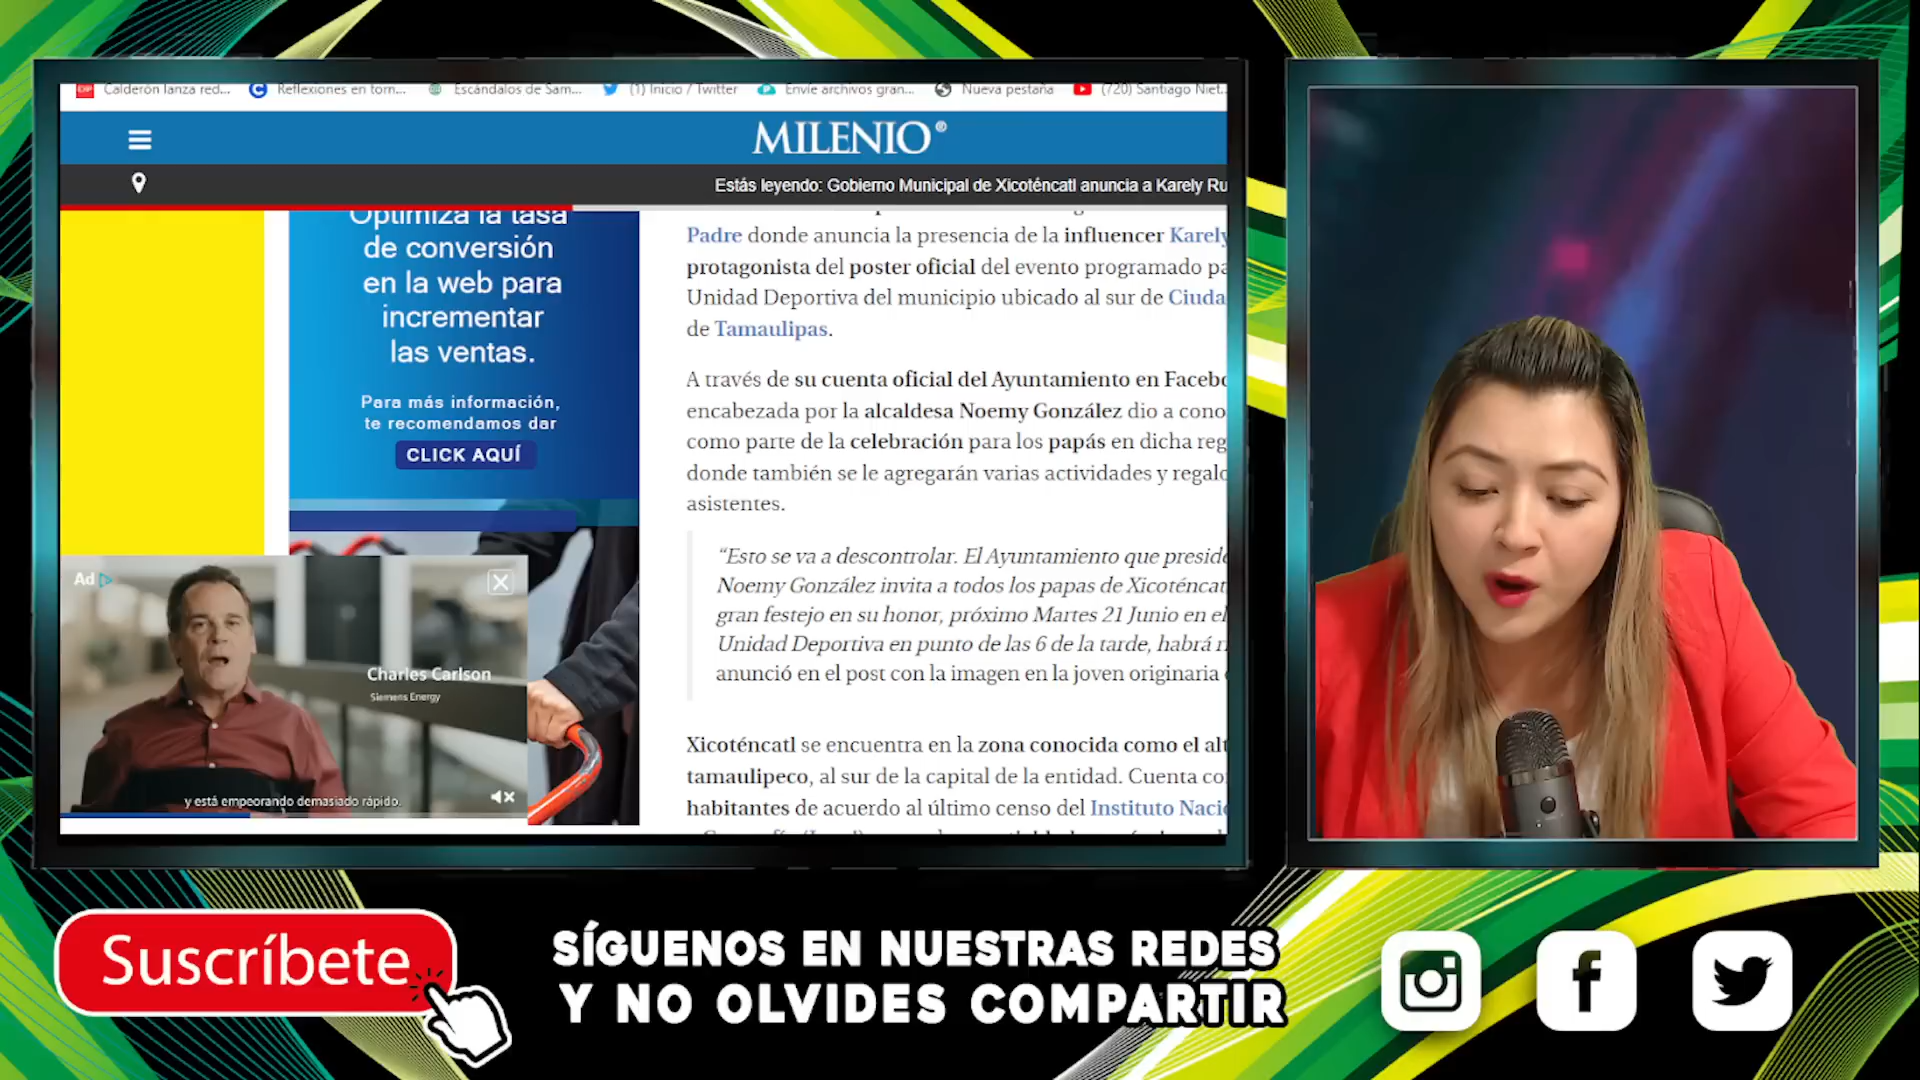 Calderón lanza red...
Reflexiones en torn...
Escándalos de Sam...
(1) Inicio / Twitter
Envíe archivos gran...
Nueva pestaña
(720) Santiago Niet...
MILENIO®
Estás leyendo: Gobierno Municipal de Xicoténcatl anuncia a Karely Ru
Optimiza la tasa
de conversión
en la web para
incrementar
las ventas.
Para más información,
te recomendamos dar
CLICK AQUÍ
Padre donde anuncia la presencia de la influencer Karely
protagonista del poster oficial del evento programado pa
Unidad Deportiva del municipio ubicado al sur de Ciuda
de Tamaulipas.
A través de su cuenta oficial del Ayuntamiento en Facebo
encabezada por la alcaldesa Noemy González dio a cono
como parte de la celebración para los papás en dicha reg
donde también se le agregarán varias actividades y regalo
asistentes.
“Esto se va a descontrolar. El Ayuntamiento que preside
Noemy González invita a todos los papas de Xicoténcat
gran festejo en su honor, próximo Martes 21 Junio en el
Unidad Deportiva en punto de las 6 de la tarde, habrá r
anunció en el post con la imagen en la joven originaria
Xicoténcatl se encuentra en la zona conocida como el alt
tamaulipeco, al sur de la capital de la entidad. Cuenta co
habitantes de acuerdo al último censo del Instituto Nacio
Ad
Charles Carlson
Siemens Energy
y está empeorando demasiado rápido.
Suscríbete
SÍGUENOS EN NUESTRAS REDES
Y NO OLVIDES COMPARTIR